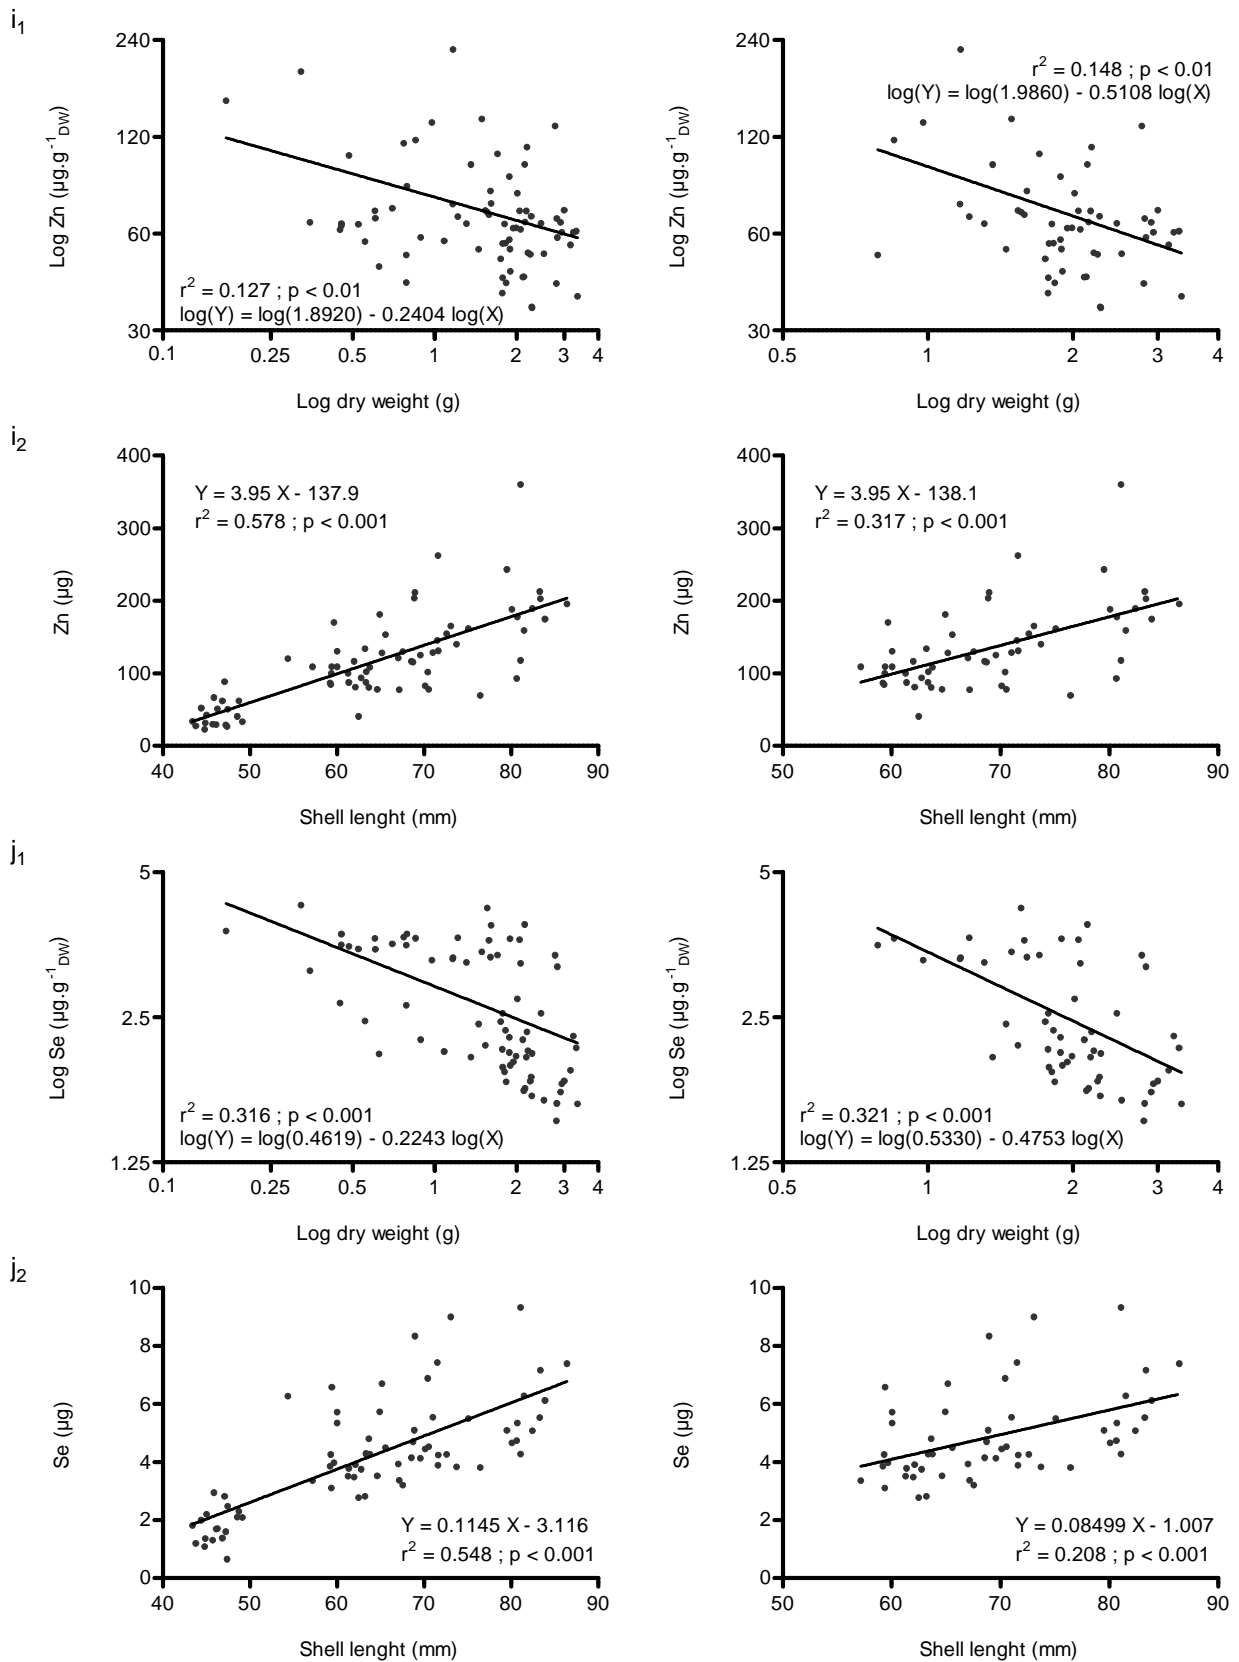 i1
240
120
60
30
0.1
0.25
0.5
1
2
3
4
Log Zn (µg.g-1DW)
Log dry weight (g)
r2 = 0.127 ; p < 0.01
log(Y) = log(1.8920) - 0.2404 log(X)
240
120
60
30
0.5
1
2
3
4
Log Zn (µg.g-1DW)
Log dry weight (g)
r2 = 0.148 ; p < 0.01
log(Y) = log(1.9860) - 0.5108 log(X)
i2
400
300
200
100
0
40
50
60
70
80
90
Zn (µg)
Shell lenght (mm)
Y = 3.95 X - 137.9
r2 = 0.578 ; p < 0.001
400
300
200
100
0
50
60
70
80
90
Zn (µg)
Shell lenght (mm)
Y = 3.95 X - 138.1
r2 = 0.317 ; p < 0.001
j1
5
2.5
1.25
0.1
0.25
0.5
1
2
3
4
Log Se (µg.g-1DW)
Log dry weight (g)
r2 = 0.316 ; p < 0.001
log(Y) = log(0.4619) - 0.2243 log(X)
5
2.5
1.25
0.5
1
2
3
4
Log Se (µg.g-1DW)
Log dry weight (g)
r2 = 0.321 ; p < 0.001
log(Y) = log(0.5330) - 0.4753 log(X)
j2
10
8
6
4
2
0
40
50
60
70
80
90
Se (µg)
Shell lenght (mm)
Y = 0.1145 X - 3.116
r2 = 0.548 ; p < 0.001
10
8
6
4
2
0
50
60
70
80
90
Se (µg)
Shell lenght (mm)
Y = 0.08499 X - 1.007
r2 = 0.208 ; p < 0.001